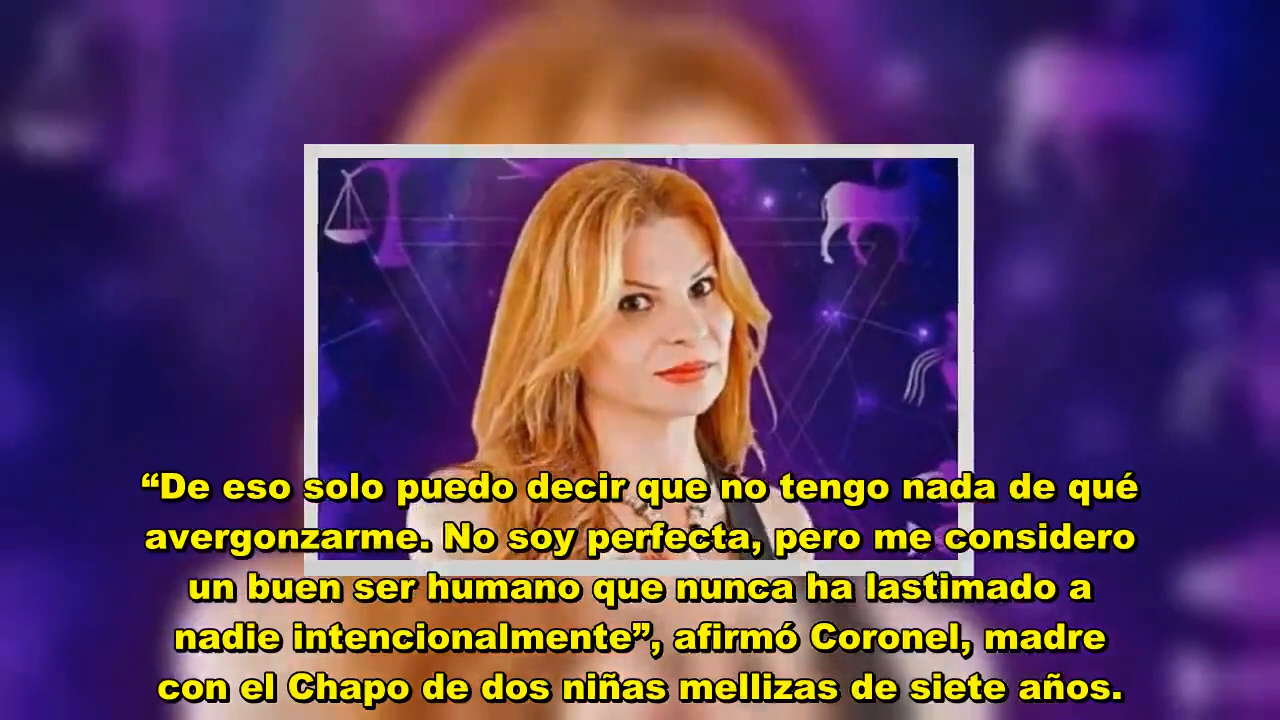 “De eso solo puedo decir que no tengo nada de qué
avergonzarme. No soy perfecta, pero me considero
un buen ser humano que nunca ha lastimado a
nadie intencionalmente”, afirmó Coronel, madre
con el Chapo de dos niñas mellizas de siete años.